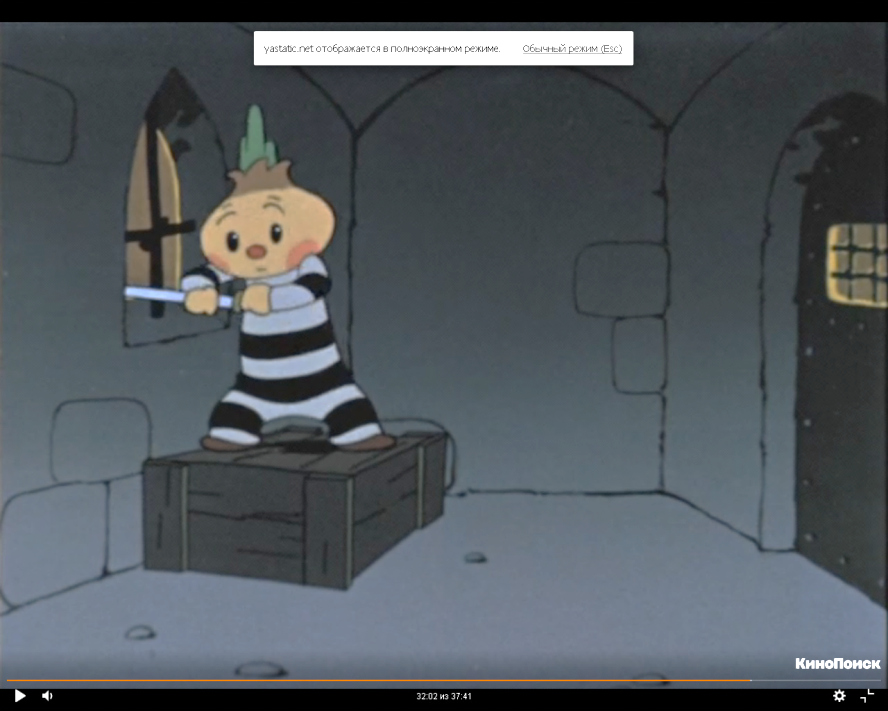 yastatic.net отображается в полноэкранном режиме. Обычный режим (Esc)
КиноПоиск
32:02 из 37:41